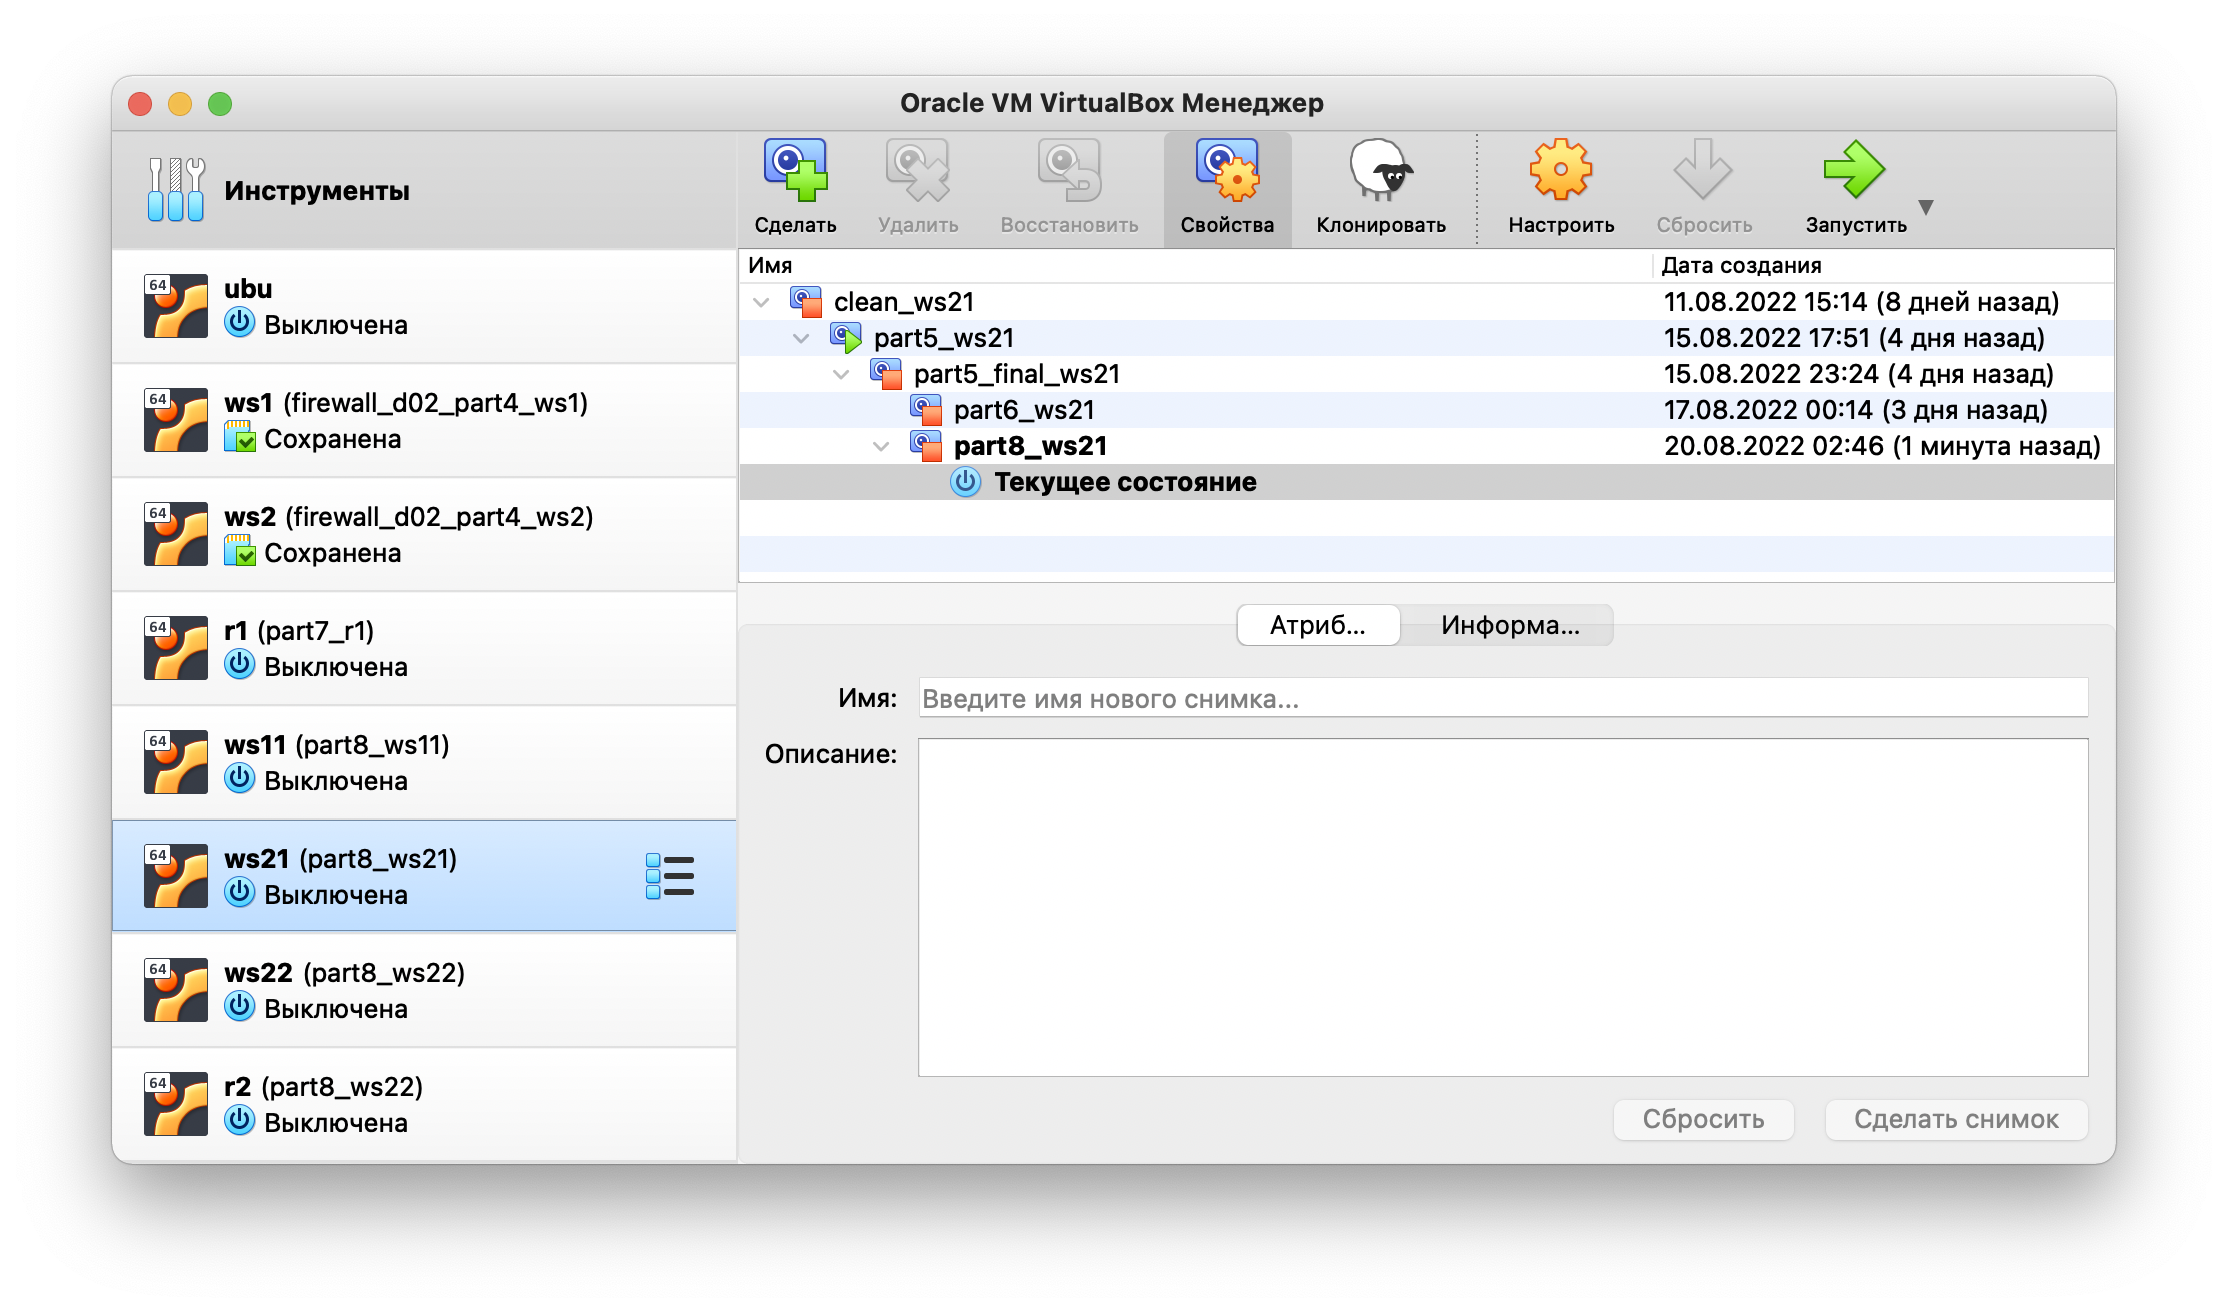 Oracle VM VirtualBox Менеджер
Инструменты
Сделать
Удалить
Восстановить
Свойства
Клонировать
Настроить
Сбросить
Запустить
64
ubu
Выключена
64
ws1 (firewall_d02_part4_ws1)
Сохранена
64
ws2 (firewall_d02_part4_ws2)
Сохранена
64
r1 (part7_r1)
Выключена
64
ws11 (part8_ws11)
Выключена
64
ws21 (part8_ws21)
Выключена
64
ws22 (part8_ws22)
Выключена
64
r2 (part8_ws22)
Выключена
Имя Дата создания
clean_ws21 11.08.2022 15:14 (8 дней назад)
part5_ws21 15.08.2022 17:51 (4 дня назад)
part5_final_ws21 15.08.2022 23:24 (4 дня назад)
part6_ws21 17.08.2022 00:14 (3 дня назад)
part8_ws21 20.08.2022 02:46 (1 минута назад)
Текущее состояние
Атриб... Информа...
Имя: Введите имя нового снимка...
Описание:
Сбросить Сделать снимок